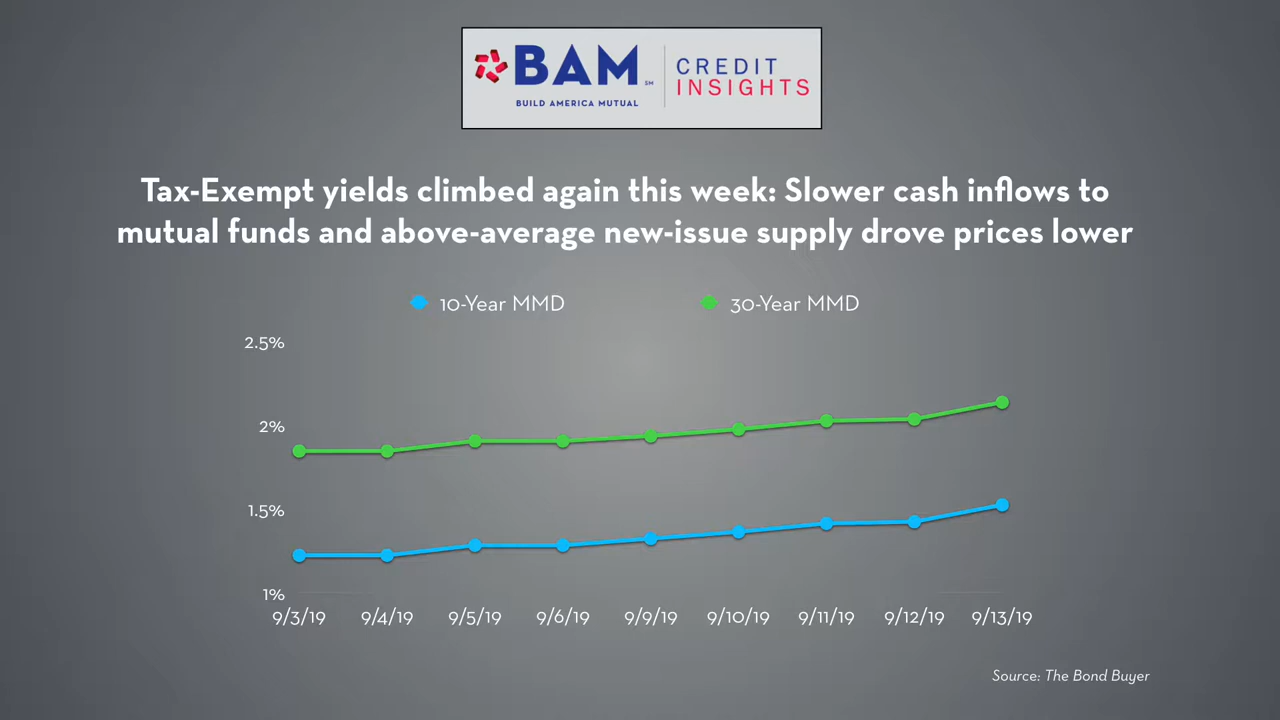 BAM SM
BUILD AMERICA MUTUAL
CREDIT
INSIGHTS
Tax-Exempt yields climbed again this week: Slower cash inflows to
mutual funds and above-average new-issue supply drove prices lower
10-Year MMD 30-Year MMD
2.5%
2%
1.5%
1%
9/3/19 9/4/19 9/5/19 9/6/19 9/9/19 9/10/19 9/11/19 9/12/19 9/13/19
Source: The Bond Buyer